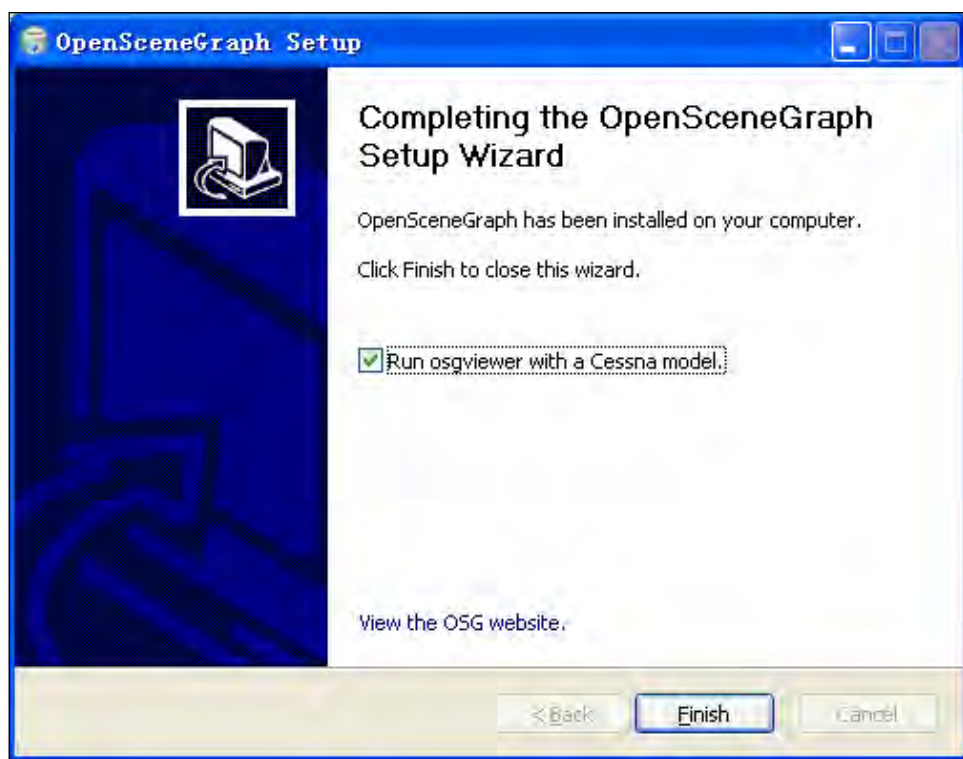 OpenSceneGraph Setup
Completing the OpenSceneGraph
Setup Wizard
OpenSceneGraph has been installed on your computer.
Click Finish to close this wizard.
Run osgviewer with a Cessna model.
View the OSG website.
< Back Finish Cancel